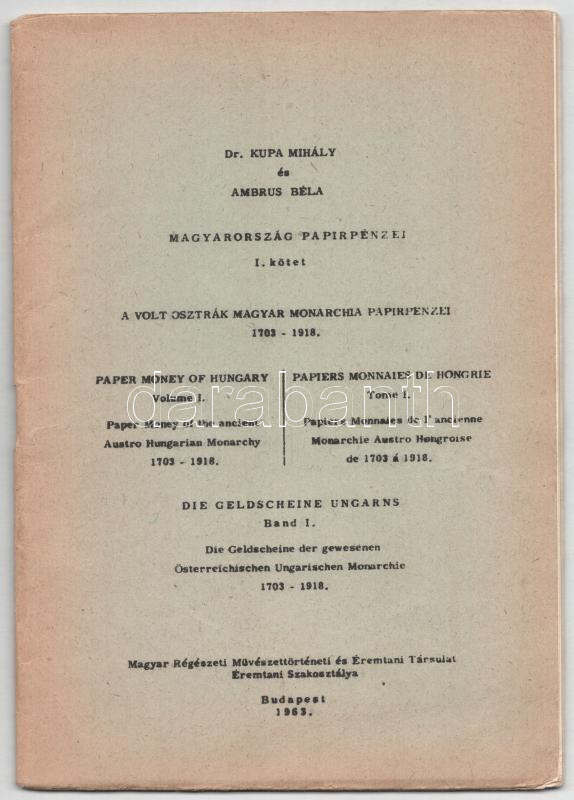 Dr. KUPA MIHÁLY
és
AMBRUS BÉLA
MAGYARORSZÁG PAPIRPÉNZEI
I. kötet
A VOLT OSZTRÁK MAGYAR MONARCHIA PAPIRPENZEI
1703 - 1918.
PAPER MONEY OF HUNGARY
Volume I.
Paper Money of the ancient
Austro Hungarian Monarchy
1703 - 1918.
PAPIERS MONNAIES DE HONGRIE
Tome I.
Papiers Monnaies de l'ancienne
Monarchie Austro Hongroise
de 1703 á 1918.
darabanth
DIE GELDSCHEINE UNGARNS
Band I.
Die Geldscheine der gewesenen
Österreichischen Ungarischen Monarchie
1703 - 1918.
Magyar Régészeti Művészettörténeti és Éremtani Társulat
Éremtani Szakosztálya
Budapest
1963.